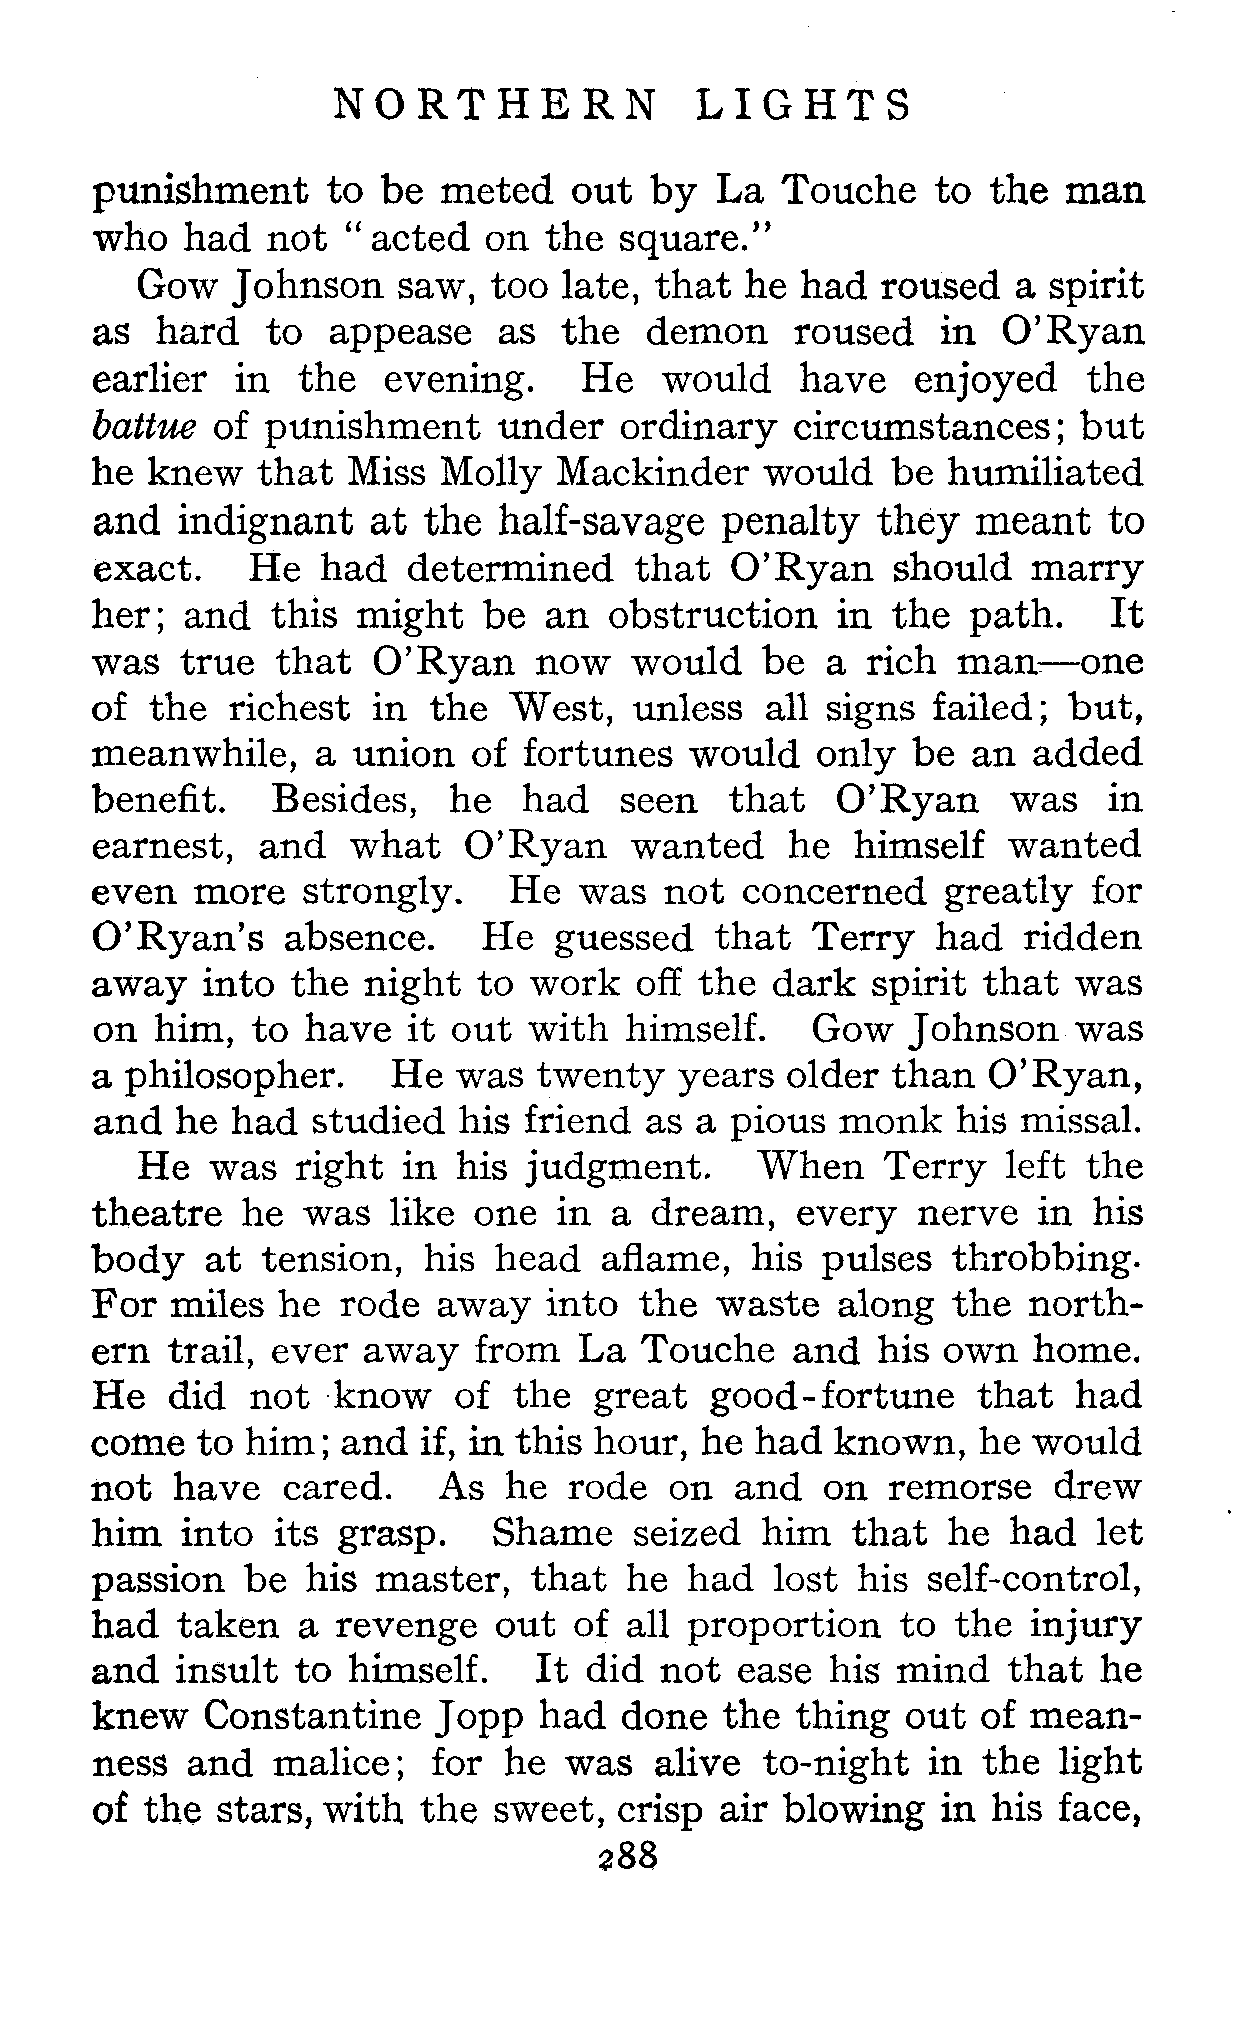 NORTHERN LIGHTS
punishment to be meted out by La Touche to the man
who had not “acted on the square.”
Gow Johnson saw, too late, that he had roused a spirit
as hard to appease as the demon roused in O’Ryan
earlier in the evening. He would have enjoyed the
battue of punishment under ordinary circumstances; but
he knew that Miss Molly Mackinder would be humiliated
and indignant at the half-savage penalty they meant to
exact. He had determined that O’Ryan should marry
her; and this might be an obstruction in the path. It
was true that O’Ryan now would be a rich man—one
of the richest in the West, unless all signs failed; but,
meanwhile, a union of fortunes would only be an added
benefit. Besides, he had seen that O’Ryan was in
earnest, and what O’Ryan wanted he himself wanted
even more strongly. He was not concerned greatly for
O’Ryan’s absence. He guessed that Terry had ridden
away into the night to work off the dark spirit that was
on him, to have it out with himself. Gow Johnson was
a philosopher. He was twenty years older than O’Ryan,
and he had studied his friend as a pious monk his missal.
He was right in his judgment. When Terry left the
theatre he was like one in a dream, every nerve in his
body at tension, his head aflame, his pulses throbbing.
For miles he rode away into the waste along the north-
ern trail, ever away from La Touche and his own home.
He did not know of the great good-fortune that had
come to him; and if, in this hour, he had known, he would
not have cared. As he rode on and on remorse drew
him into its grasp. Shame seized him that he had let
passion be his master, that he had lost his self-control,
had taken a revenge out of all proportion to the injury
and insult to himself. It did not ease his mind that he
knew Constantine Jopp had done the thing out of mean-
ness and malice; for he was alive to-night in the light
of the stars, with the sweet, crisp air blowing in his face,
288